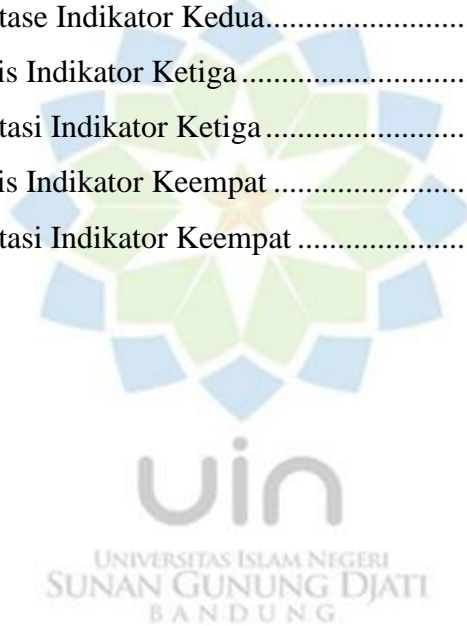 tase Indikator Kedua........................
is Indikator Ketiga ...........................
tasi Indikator Ketiga ........................
is Indikator Keempat .......................
tasi Indikator Keempat ....................
uin
UNIVERSITAS ISLAM NEGERI
SUNAN GUNUNG DJATI
BANDUNG